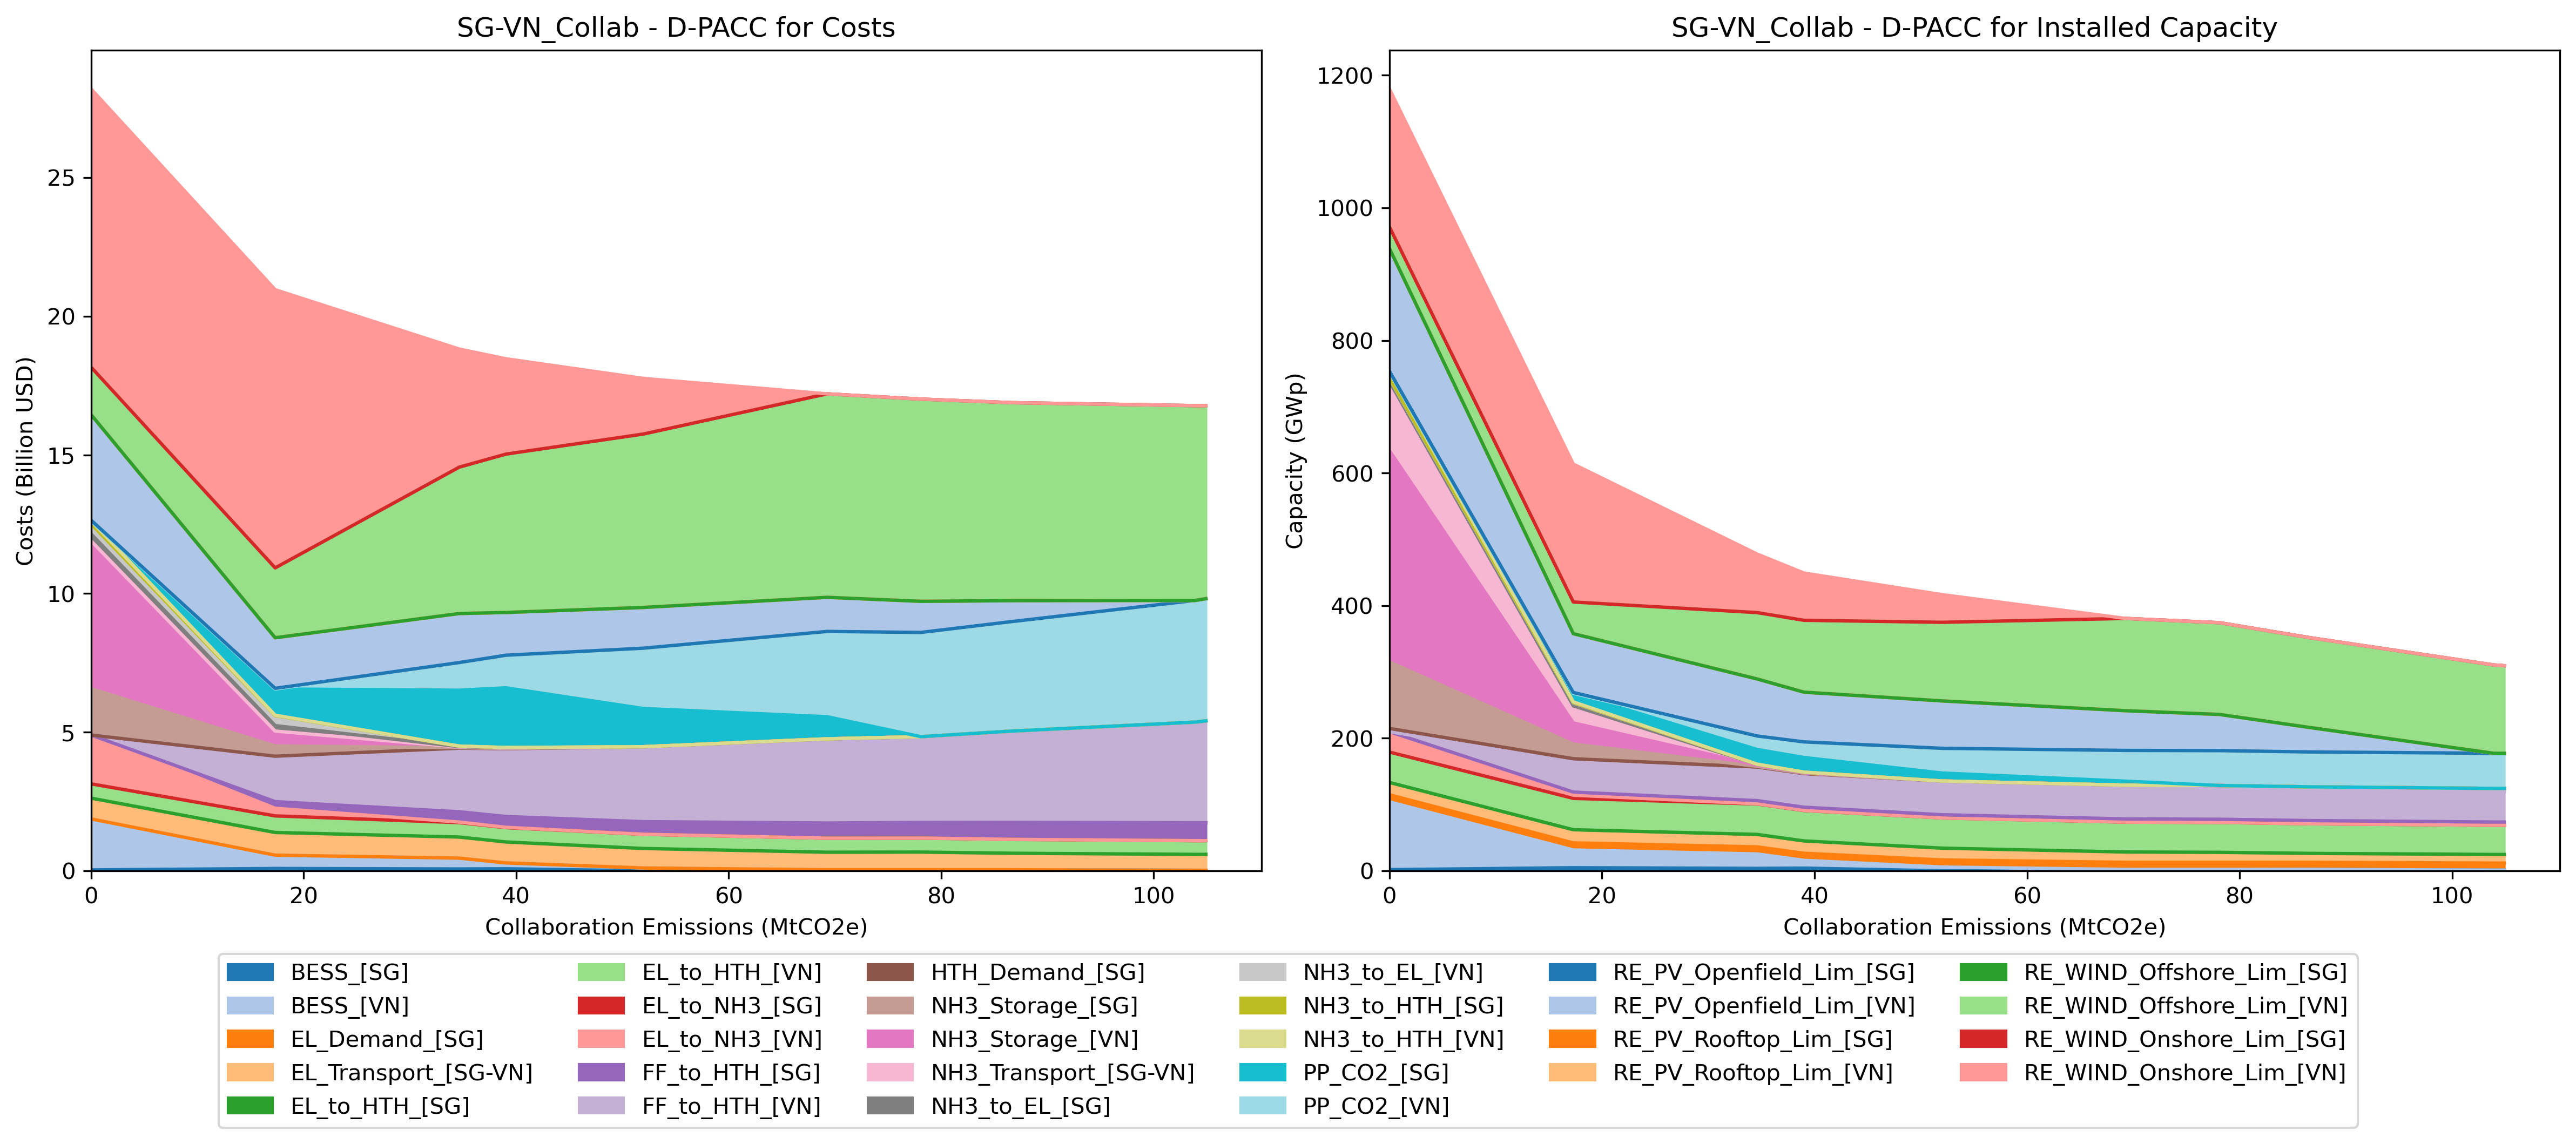 SG-VN_Collab - D-PACC for Costs
Costs (Billion USD)
25
20
15
10
5
0
0 20 40 60 80 100
Collaboration Emissions (MtCO2e)
SG-VN_Collab - D-PACC for Installed Capacity
Capacity (GWp)
1200
1000
800
600
400
200
0
0 20 40 60 80 100
Collaboration Emissions (MtCO2e)
BESS_[SG]
BESS_[VN]
EL_Demand_[SG]
EL_Transport_[SG-VN]
EL_to_HTH_[SG]
EL_to_HTH_[VN]
EL_to_NH3_[SG]
EL_to_NH3_[VN]
FF_to_HTH_[SG]
FF_to_HTH_[VN]
HTH_Demand_[SG]
NH3_Storage_[SG]
NH3_Storage_[VN]
NH3_Transport_[SG-VN]
NH3_to_EL_[SG]
NH3_to_EL_[VN]
NH3_to_HTH_[SG]
NH3_to_HTH_[VN]
PP_CO2_[SG]
PP_CO2_[VN]
RE_PV_Openfield_Lim_[SG]
RE_PV_Openfield_Lim_[VN]
RE_PV_Rooftop_Lim_[SG]
RE_PV_Rooftop_Lim_[VN]
RE_WIND_Offshore_Lim_[SG]
RE_WIND_Offshore_Lim_[VN]
RE_WIND_Onshore_Lim_[SG]
RE_WIND_Onshore_Lim_[VN]